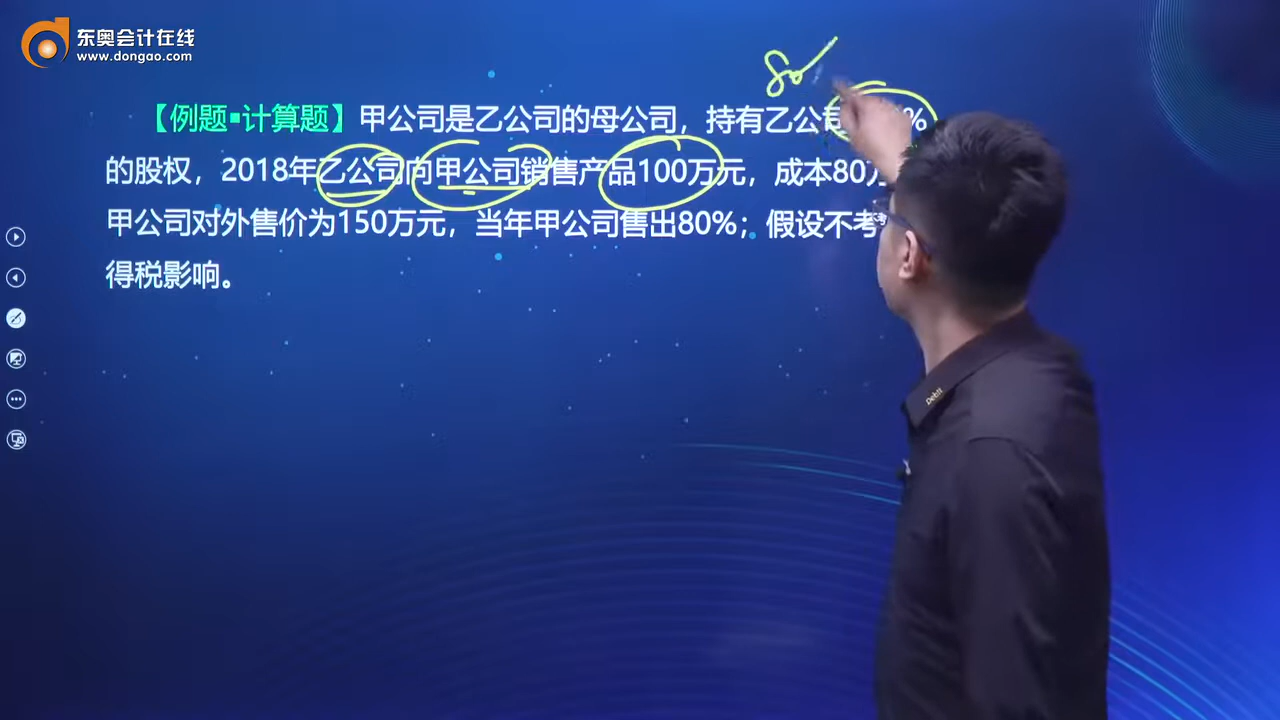 东奥会计在线
www.dongao.com
80
【例题▪计算题】甲公司是乙公司的母公司，持有乙公司%
的股权，2018年乙公司向甲公司销售产品100万元，成本80万
甲公司对外售价为150万元，当年甲公司售出80%；假设不考
得税影响。